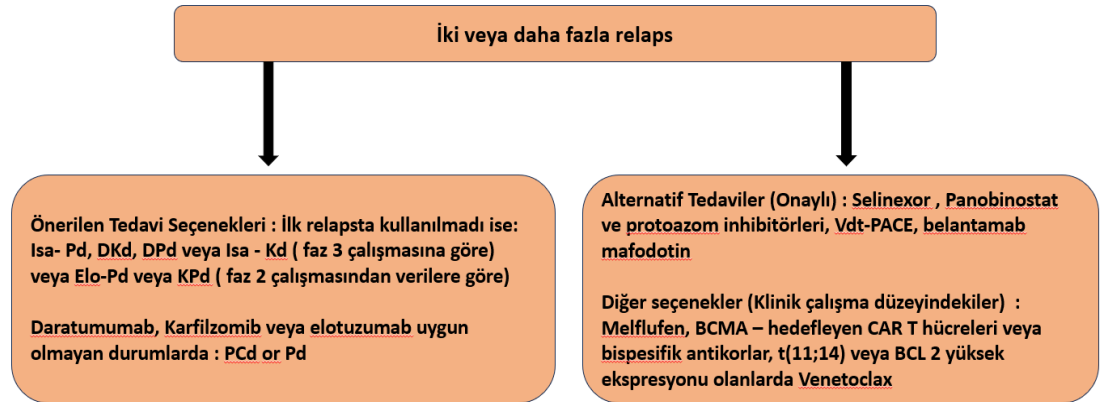 İki veya daha fazla relaps
Önerilen Tedavi Seçenekleri : İlk relapsta kullanılmadı ise:
Isa- Pd, DKd, DPd veya Isa - Kd ( faz 3 çalışmasına göre)
veya Elo-Pd veya KPd ( faz 2 çalışmasından verilere göre)
Daratumumab, Karfilzomib veya elotuzumab uygun
olmayan durumlarda : PCd or Pd
Alternatif Tedaviler (Onaylı) : Selinexor , Panobinostat
ve protoazom inhibitörleri, Vdt-PACE, belantamab
mafodotin
Diğer seçenekler (Klinik çalışma düzeyindekiler) :
Melflufen, BCMA – hedefleyen CAR T hücreleri veya
bispesifik antikorlar, t(11;14) veya BCL 2 yüksek
ekspresyonu olanlarda Venetoclax